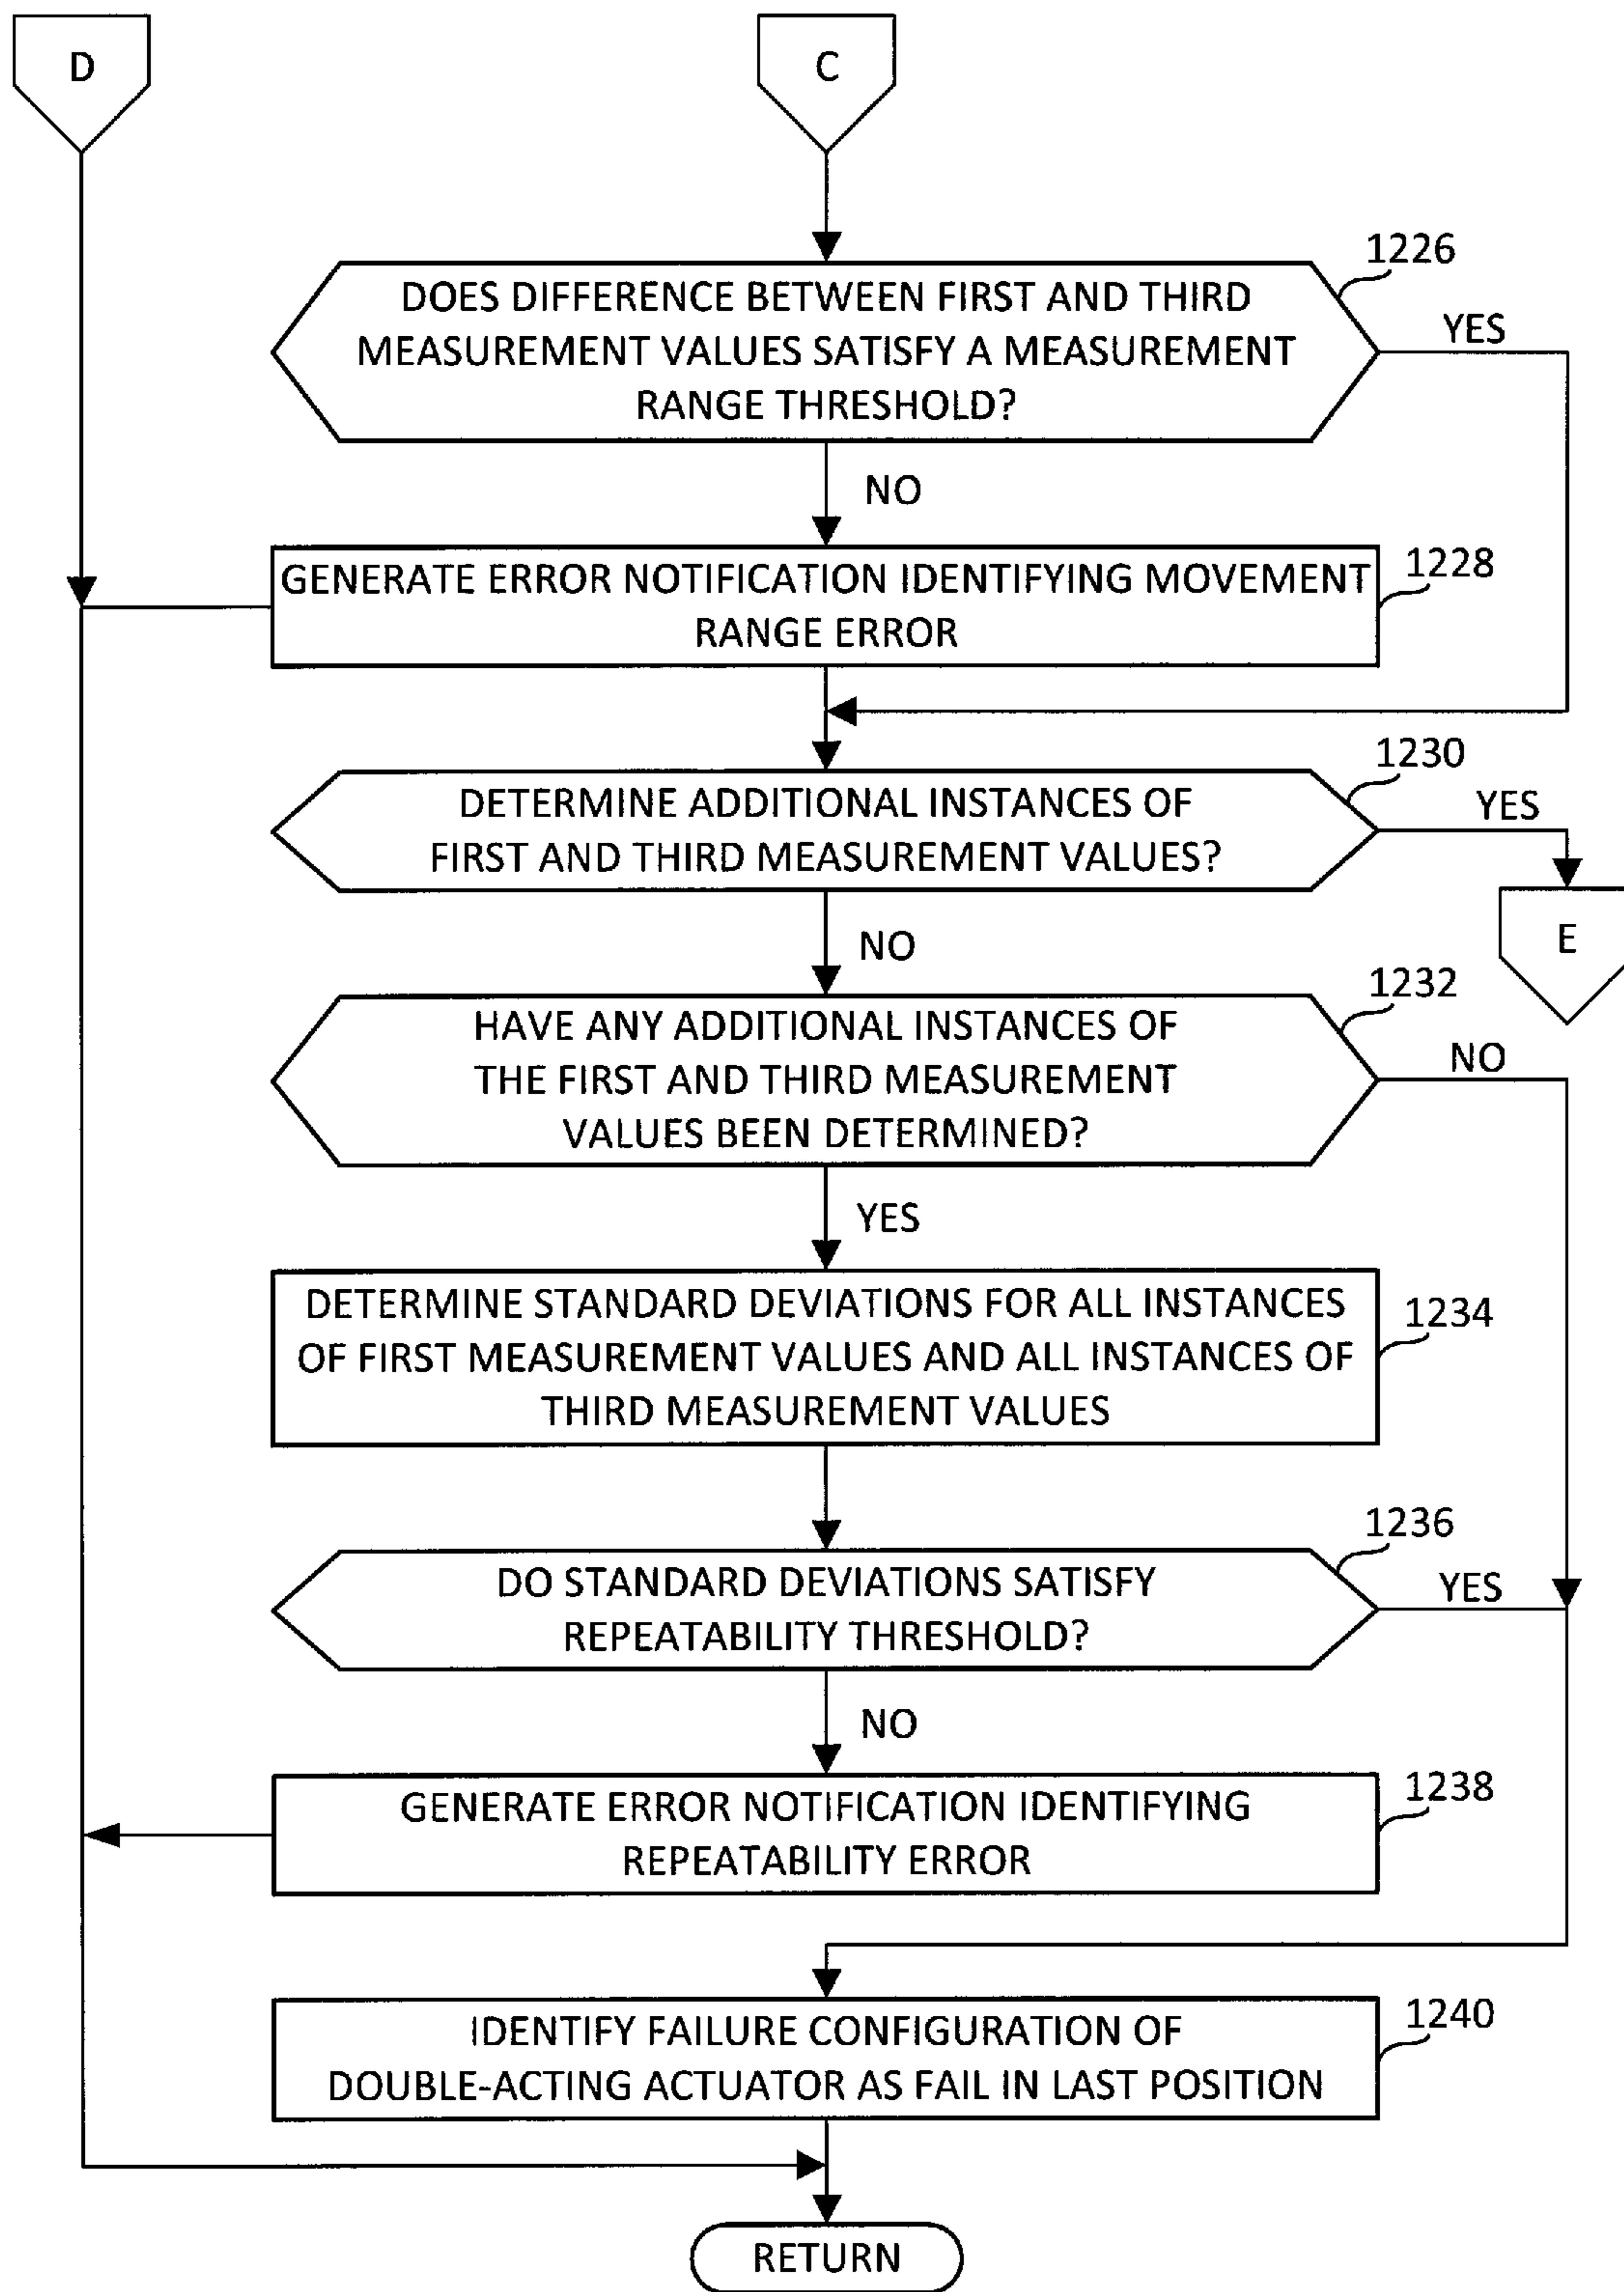 D
C
1226
DOES DIFFERENCE BETWEEN FIRST AND THIRD
MEASUREMENT VALUES SATISFY A MEASUREMENT
RANGE THRESHOLD?
YES
NO
1228
GENERATE ERROR NOTIFICATION IDENTIFYING MOVEMENT
RANGE ERROR
1230
DETERMINE ADDITIONAL INSTANCES OF
FIRST AND THIRD MEASUREMENT VALUES?
YES
E
NO
1232
HAVE ANY ADDITIONAL INSTANCES OF
THE FIRST AND THIRD MEASUREMENT
VALUES BEEN DETERMINED?
NO
YES
1234
DETERMINE STANDARD DEVIATIONS FOR ALL INSTANCES
OF FIRST MEASUREMENT VALUES AND ALL INSTANCES OF
THIRD MEASUREMENT VALUES
1236
DO STANDARD DEVIATIONS SATISFY
REPEATABILITY THRESHOLD?
YES
NO
1238
GENERATE ERROR NOTIFICATION IDENTIFYING
REPEATABILITY ERROR
1240
IDENTIFY FAILURE CONFIGURATION OF
DOUBLE-ACTING ACTUATOR AS FAIL IN LAST POSITION
RETURN